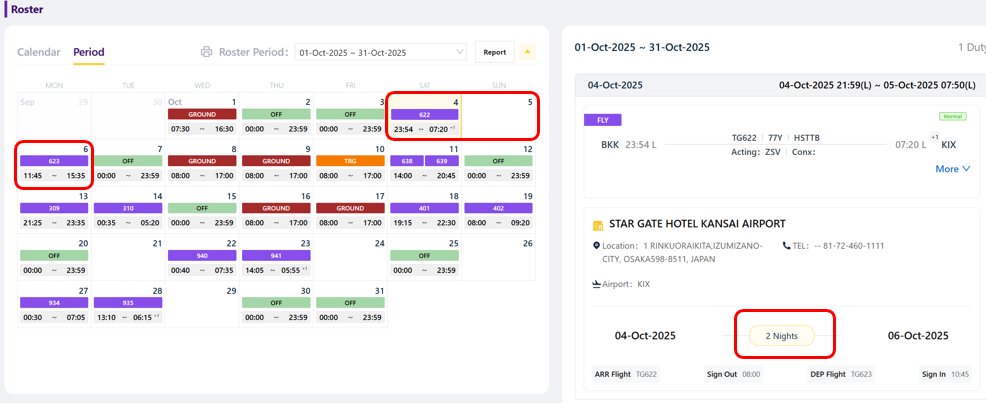 Roster
Calendar Period Roster Period: 01-Oct-2025 ~ 31-Oct-2025 Report
MON TUE WED THU FRI SAT SUN
Sep 29 30 Oct 1 2 3 4 5
GROUND OFF OFF 622
07:30 ~ 16:30 00:00 ~ 23:59 00:00 ~ 23:59 23:54 ~ 07:20 +1
6 7 8 9 10 11 12
623 OFF GROUND GROUND TRG 638 639 OFF
11:45 ~ 15:35 00:00 ~ 23:59 08:00 ~ 17:00 08:00 ~ 17:00 08:00 ~ 17:00 14:00 ~ 20:45 00:00 ~ 23:59
13 14 15 16 17 18 19
309 310 OFF GROUND GROUND 401 402
21:25 ~ 23:35 00:35 ~ 05:20 00:00 ~ 23:59 08:00 ~ 17:00 08:00 ~ 17:00 19:15 ~ 22:30 08:00 ~ 09:20
20 21 22 23 24 25 26
OFF 940 941 OFF
00:00 ~ 23:59 00:40 ~ 07:35 14:05 ~ 05:55 +1 00:00 ~ 23:59
27 28 29 30 31
934 935 OFF OFF
00:30 ~ 07:05 13:10 ~ 06:15 +1 00:00 ~ 23:59 00:00 ~ 23:59
01-Oct-2025 ~ 31-Oct-2025 1 Duty
04-Oct-2025 04-Oct-2025 21:59(L) ~ 05-Oct-2025 07:50(L)
FLY Normal
BKK 23:54 L TG622 77Y HSTTB 07:20 L +1 KIX
Acting: ZSV Conx:
More
STAR GATE HOTEL KANSAI AIRPORT
Location: 1 RINKUORAIKITA,IZUMIZANO- TEL: -- 81-72-460-1111
CITY, OSAKA598-8511, JAPAN
Airport: KIX
04-Oct-2025 2 Nights 06-Oct-2025
ARR Flight TG622 Sign Out 08:00 DEP Flight TG623 Sign In 10:45